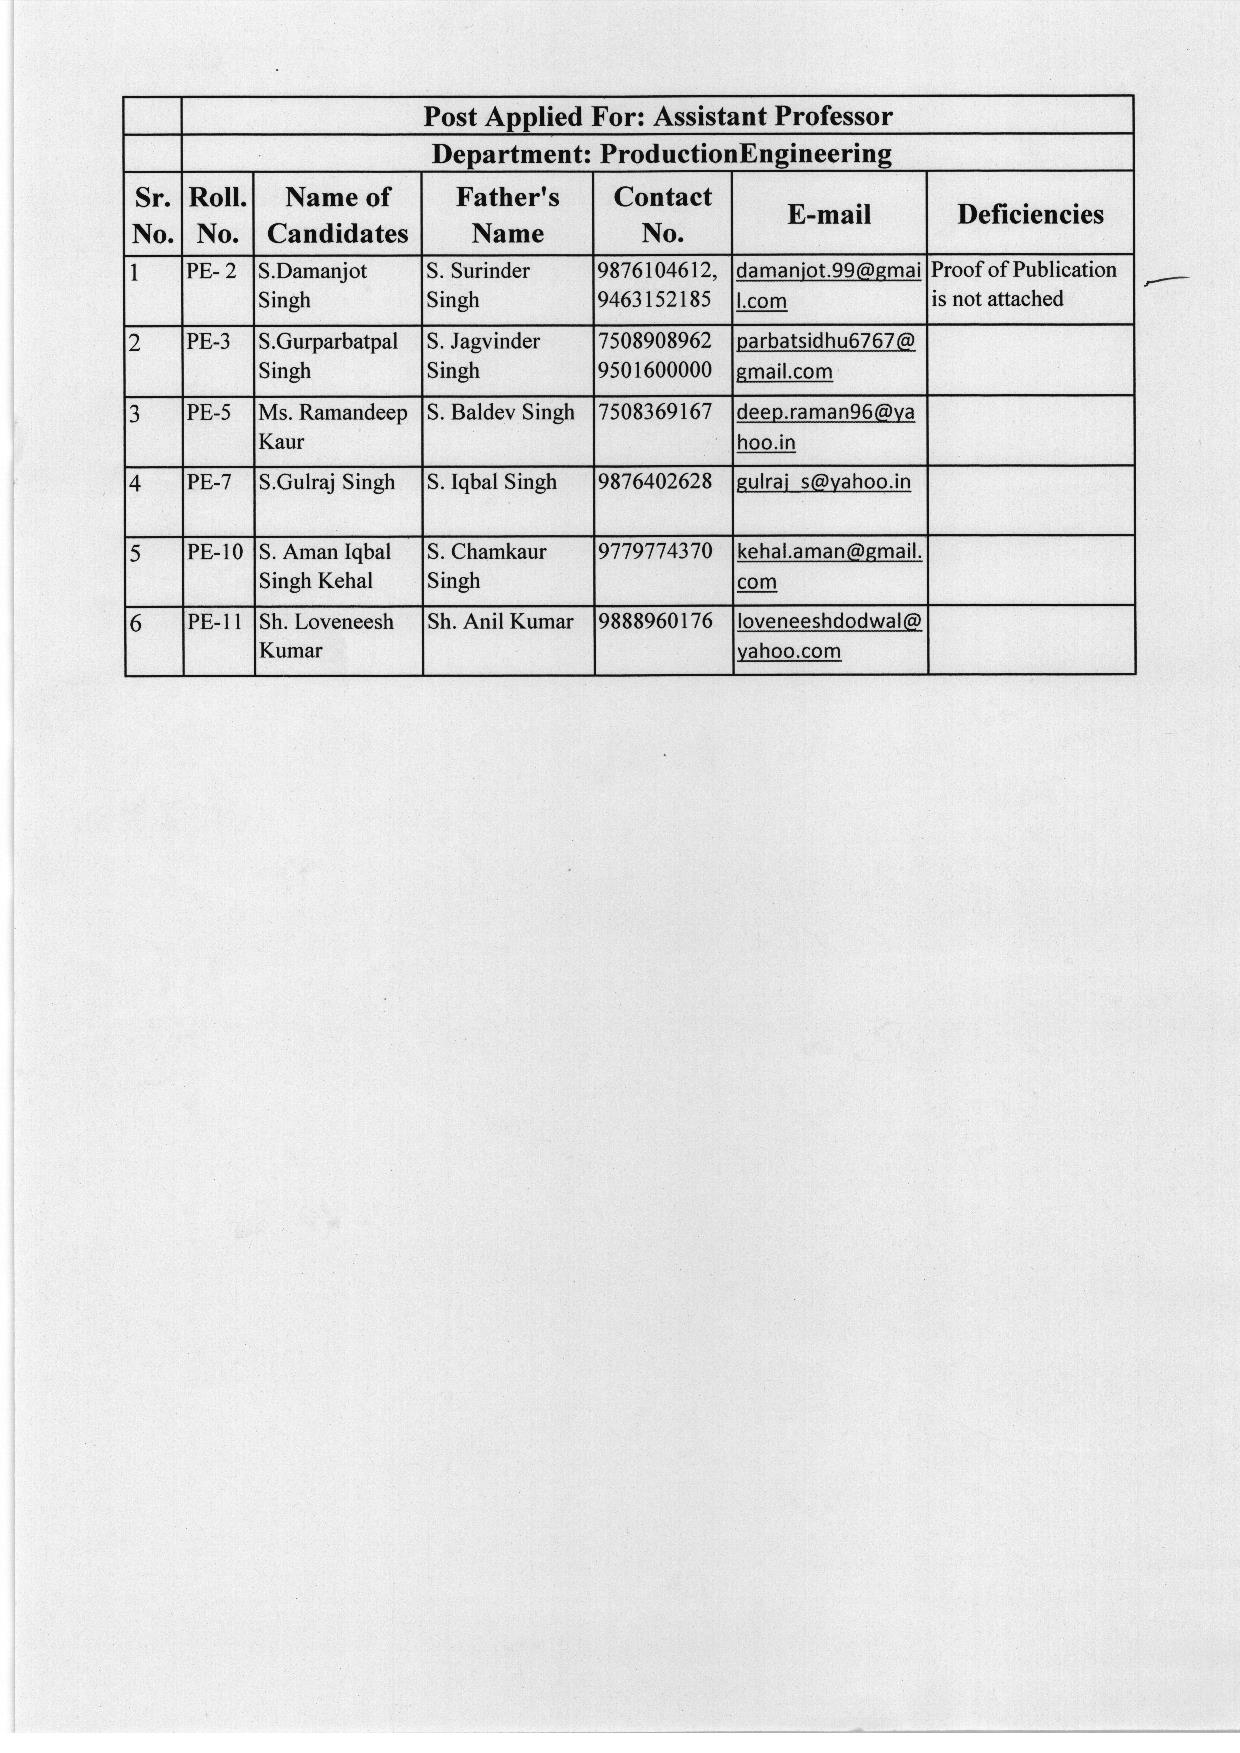 Post Applied For: Assistant Professor
Department: ProductionEngineering
Sr. No. Roll. No. Name of Candidates Father's Name Contact No. E-mail Deficiencies
1 PE- 2 S.Damanjot S. Surinder 9876104612, damanjot.99@gmai Proof of Publication
Singh Singh 9463152185 l.com is not attached
2 PE-3 S.Gurparbatpal S. Jagvinder 7508908962 parbatsidhu6767@
Singh Singh 9501600000 gmail.com
3 PE-5 Ms. Ramandeep S. Baldev Singh 7508369167 deep.raman96@ya
Kaur hoo.in
4 PE-7 S.Gulraj Singh S. Iqbal Singh 9876402628 gulraj_s@yahoo.in
5 PE-10 S. Aman Iqbal S. Chamkaur 9779774370 kehal.aman@gmail.
Singh Kehal Singh com
6 PE-11 Sh. Loveneesh Sh. Anil Kumar 9888960176 loveneeshdodwal@
Kumar yahoo.com